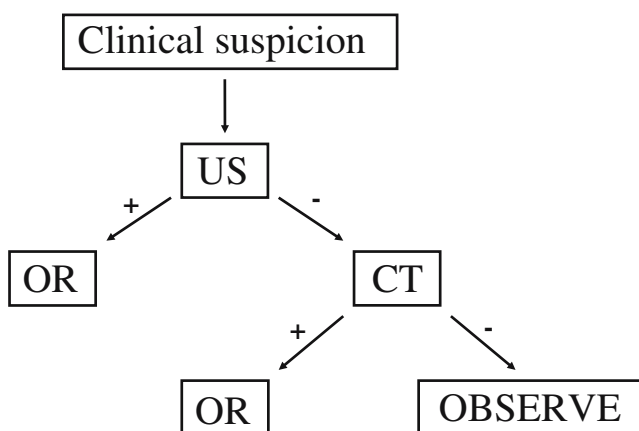 Clinical suspicion
US
+ -
OR CT
+ -
OR OBSERVE